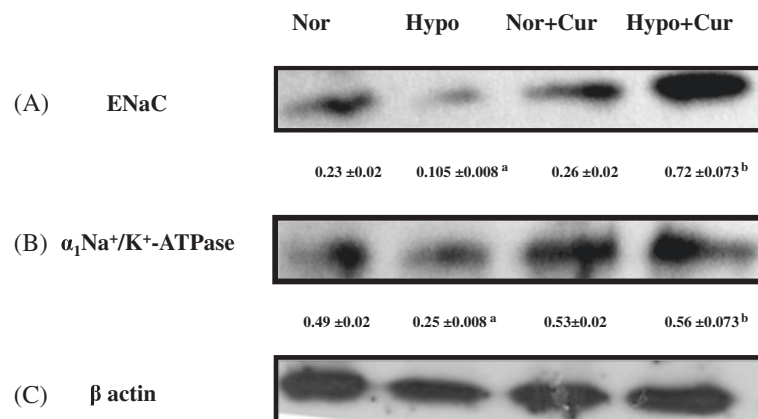 Nor Hypo Nor+Cur Hypo+Cur
(A) ENaC
0.23 ±0.02 0.105 ±0.008 a 0.26 ±0.02 0.72 ±0.073 b
(B) α1Na+/K+-ATPase
0.49 ±0.02 0.25 ±0.008 a 0.53±0.02 0.56 ±0.073 b
(C) β actin